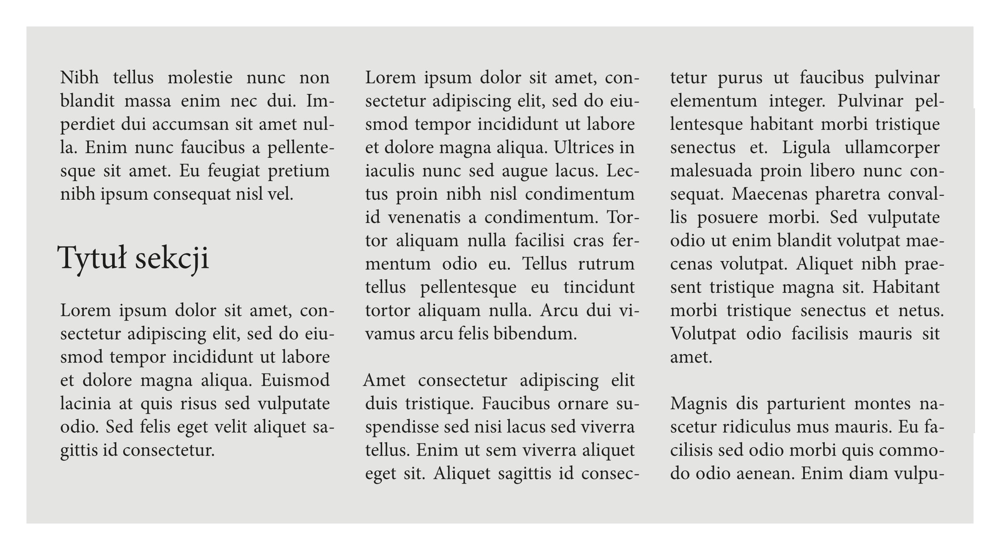 Nibh tellus molestie nunc non
blandit massa enim nec dui. Im-
perdiet dui accumsan sit amet nul-
la. Enim nunc faucibus a pellente-
sque sit amet. Eu feugiat pretium
nibh ipsum consequat nisl vel.
Tytuł sekcji
Lorem ipsum dolor sit amet, con-
sectetur adipiscing elit, sed do eiu-
smod tempor incididunt ut labore
et dolore magna aliqua. Euismod
lacinia at quis risus sed vulputate
odio. Sed felis eget velit aliquet sa-
gittis id consectetur.
Lorem ipsum dolor sit amet, con-
sectetur adipiscing elit, sed do eiu-
smod tempor incididunt ut labore
et dolore magna aliqua. Ultrices in
iaculis nunc sed augue lacus. Lec-
tus proin nibh nisl condimentum
id venenatis a condimentum. Tor-
tor aliquam nulla facilisi cras fer-
mentum odio eu. Tellus rutrum
tellus pellentesque eu tincidunt
tortor aliquam nulla. Arcu dui vi-
vamus arcu felis bibendum.
Amet consectetur adipiscing elit
duis tristique. Faucibus ornare su-
spendisse sed nisi lacus sed viverra
tellus. Enim ut sem viverra aliquet
eget sit. Aliquet sagittis id consec-
tetur purus ut faucibus pulvinar
elementum integer. Pulvinar pel-
lentesque habitant morbi tristique
senectus et. Ligula ullamcorper
malesuada proin libero nunc con-
sequat. Maecenas pharetra conval-
lis posuere morbi. Sed vulputate
odio ut enim blandit volutpat mae-
cenas volutpat. Aliquet nibh prae-
sent tristique magna sit. Habitant
morbi tristique senectus et netus.
Volutpat odio facilisis mauris sit
amet.
Magnis dis parturient montes na-
scetur ridiculus mus mauris. Eu fa-
cilisis sed odio morbi quis commo-
do odio aenean. Enim diam vulpu-